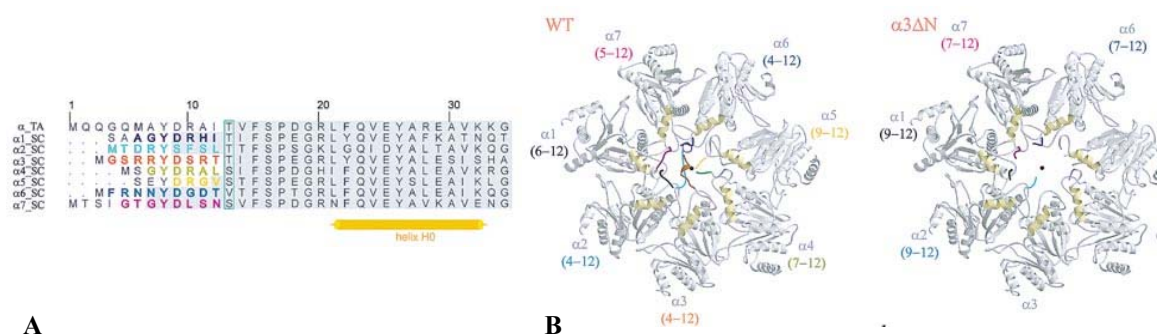 1 10 20 30
α_TA M Q Q G Q M A Y D R A I T V F S P D G R L F Q V E Y A R E A V K K G
α1_SC . . . S A A G Y D R H I T I F S P E G R L Y Q V E Y A F K A T N Q T
α2_SC . . . M T D R Y S F S L T T F S P S G K L G Q I D Y A L T A V K Q G
α3_SC . . M G S R R Y D S R T T I F S P E G R L Y Q V E Y A L E S I S H A
α4_SC . . . . M S G Y D R A L S I F S P D G H I F Q V E Y A L E A V K R G
α5_SC . . . . . S E Y D R G V S T F S P E G R L F Q V E Y S L E A I K L G
α6_SC . . M F R N N Y D G D T V T F S P T G R L F Q V E Y A L E A I K Q G
α7_SC M T S I G T G Y D L S N S V F S P D G R N F Q V E Y A V K A V E N G
helix H0
A
B
WT
α7
(5–12)
α6
(4–12)
α5
(9–12)
α1
(6–12)
α2
(4–12)
α4
(7–12)
α3
(4–12)
α3ΔN
α7
(7–12)
α6
(7–12)
α1
(9–12)
α2
(9–12)
α3